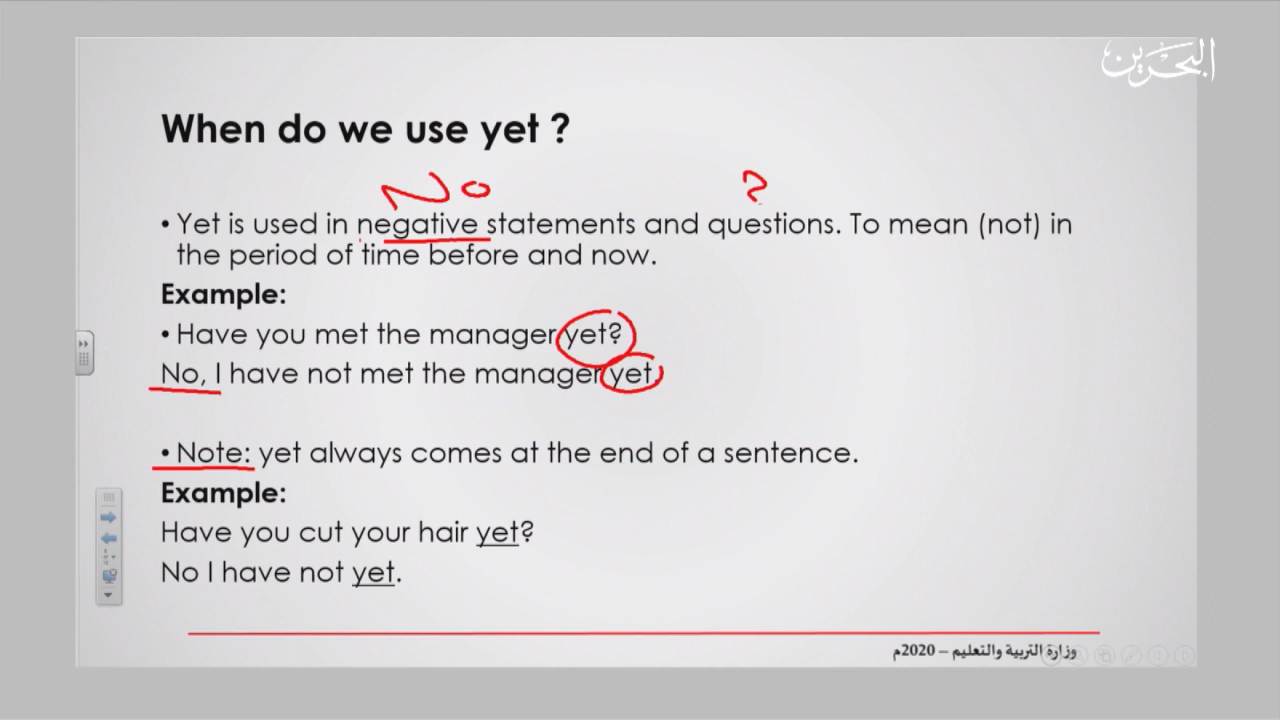 البحرين
When do we use yet ?
No ?
• Yet is used in negative statements and questions. To mean (not) in
the period of time before and now.
Example:
• Have you met the manager yet?
No, I have not met the manager yet.
• Note: yet always comes at the end of a sentence.
Example:
Have you cut your hair yet?
No I have not yet.
وزارة التربية والتعليم – 2020م